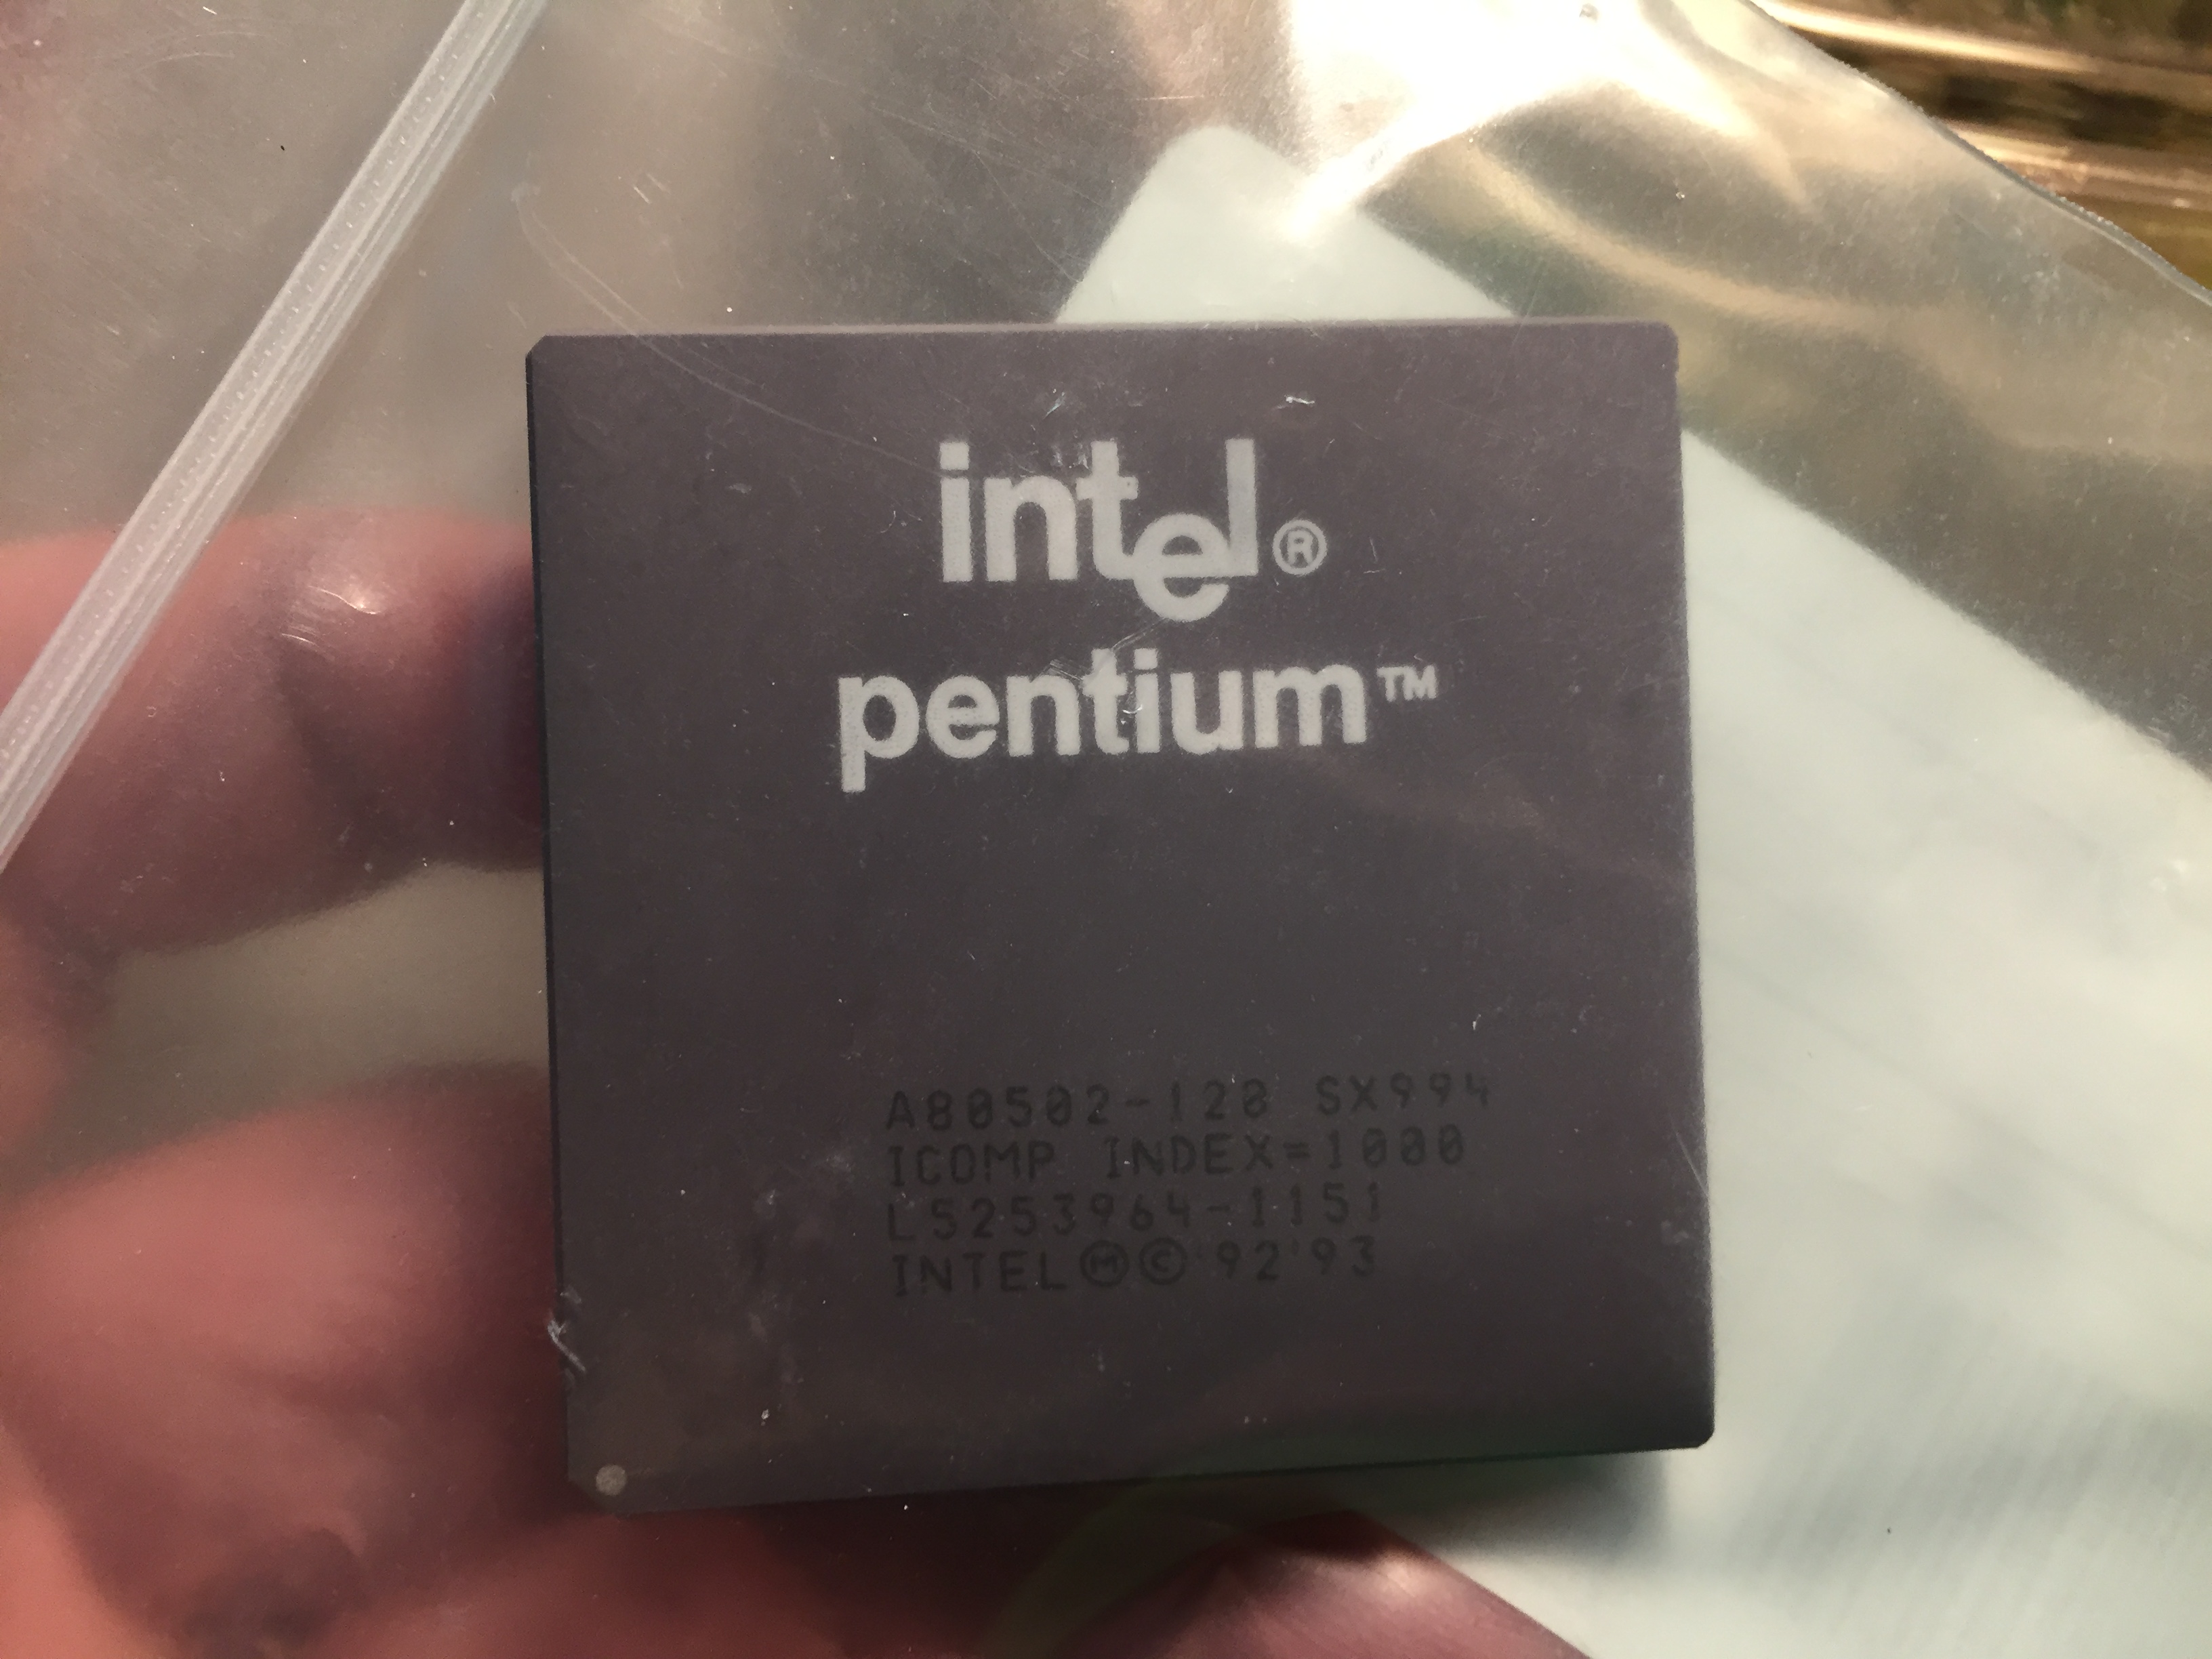 intel®
pentium™
A80502-120 SX994
ICOMP INDEX=1000
L5253964-1151
INTEL Ⓜ © '92 '93